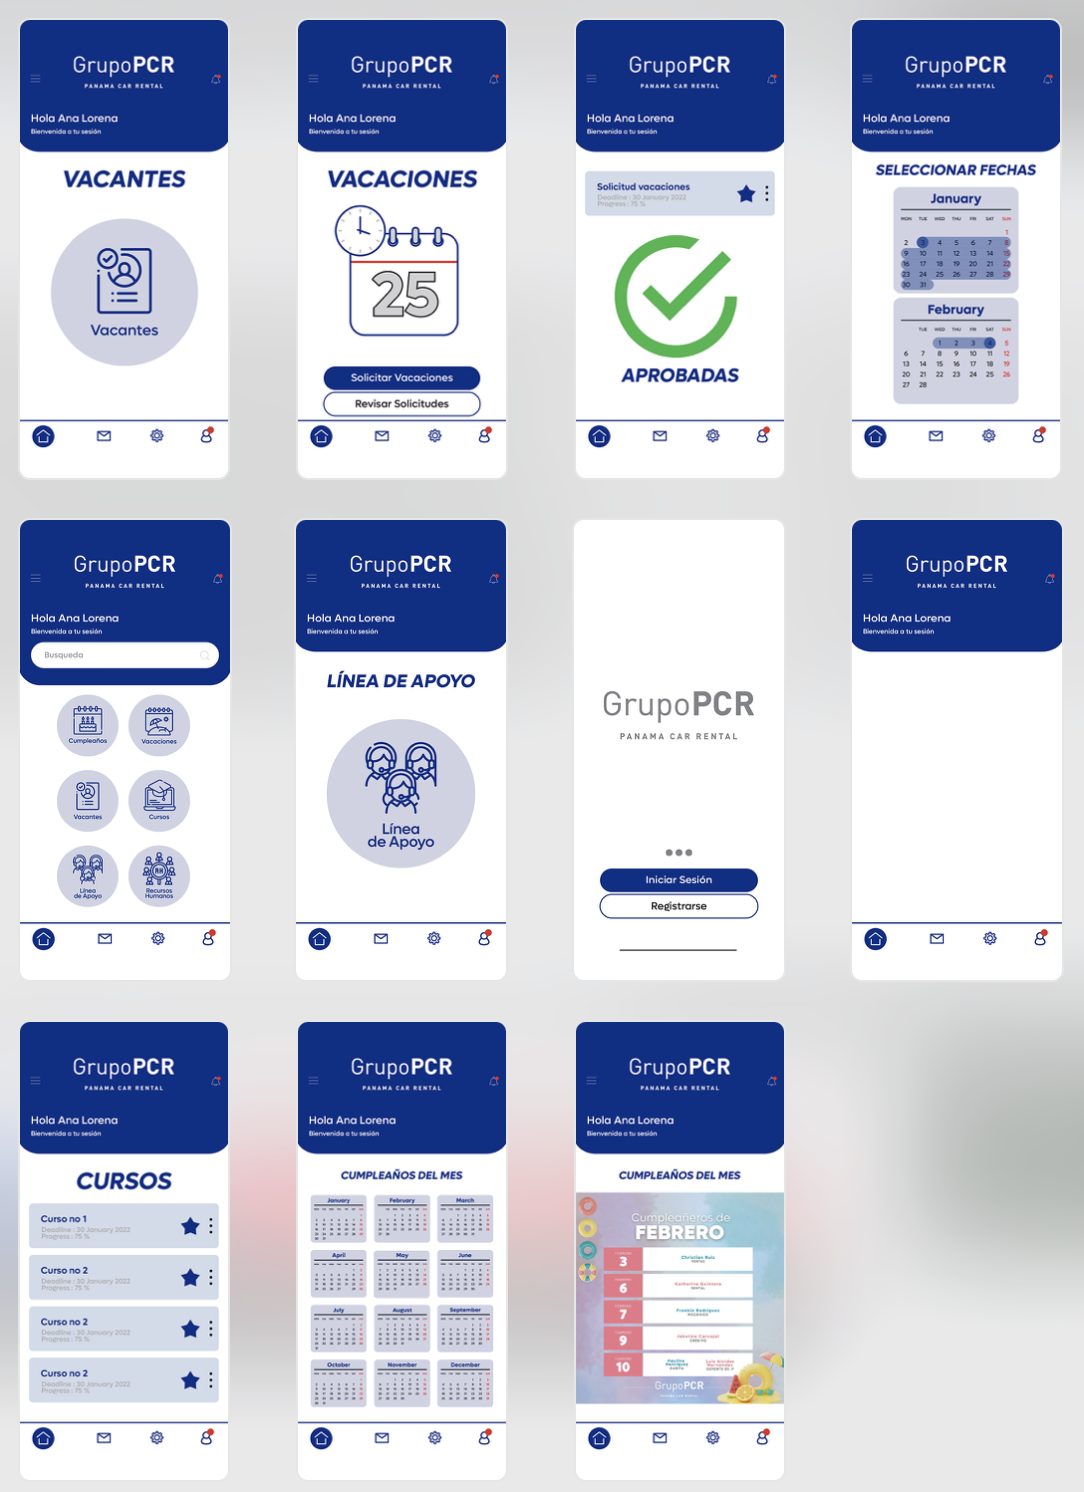 GrupoPCR
PANAMA CAR RENTAL
Hola Ana Lorena
Bienvenida a tu sesión
VACANTES
Vacantes
GrupoPCR
PANAMA CAR RENTAL
Hola Ana Lorena
Bienvenida a tu sesión
VACACIONES
25
Solicitar Vacaciones
Revisar Solicitudes
GrupoPCR
PANAMA CAR RENTAL
Hola Ana Lorena
Bienvenida a tu sesión
Solicitud vacaciones
Deadline : 30 January 2022
Progress : 75 %
APROBADAS
GrupoPCR
PANAMA CAR RENTAL
Hola Ana Lorena
Bienvenida a tu sesión
SELECCIONAR FECHAS
January
MON TUE WED THU FRI SAT SUN
1
2 3 4 5 6 7 8
9 10 11 12 13 14 15
16 17 18 19 20 21 22
23 24 25 26 27 28 29
30 31
February
TUE WED THU FRI SAT SUN
1 2 3 4 5
6 7 8 9 10 11 12
13 14 15 16 17 18 19
20 21 22 23 24 25 26
27 28
GrupoPCR
PANAMA CAR RENTAL
Hola Ana Lorena
Bienvenida a tu sesión
Busqueda
Cumpleaños
Vacaciones
Vacantes
Cursos
Línea
de Apoyo
RH
Recursos
Humanos
GrupoPCR
PANAMA CAR RENTAL
Hola Ana Lorena
Bienvenida a tu sesión
LÍNEA DE APOYO
Línea
de Apoyo
GrupoPCR
PANAMA CAR RENTAL
Iniciar Sesión
Registrarse
GrupoPCR
PANAMA CAR RENTAL
Hola Ana Lorena
Bienvenida a tu sesión
GrupoPCR
PANAMA CAR RENTAL
Hola Ana Lorena
Bienvenida a tu sesión
CURSOS
Curso no 1
Deadline : 30 January 2022
Progress : 75 %
Curso no 2
Deadline : 30 January 2022
Progress : 75 %
Curso no 2
Deadline : 30 January 2022
Progress : 75 %
Curso no 2
Deadline : 30 January 2022
Progress : 75 %
GrupoPCR
PANAMA CAR RENTAL
Hola Ana Lorena
Bienvenida a tu sesión
CUMPLEAÑOS DEL MES
January February March
April May June
July August September
October November December
GrupoPCR
PANAMA CAR RENTAL
Hola Ana Lorena
Bienvenida a tu sesión
CUMPLEAÑOS DEL MES
Cumpleañeros de
FEBRERO
3
Christian Ruiz
6
Katherine Quintero
7
Frankie Rodríguez
9
Johanine Carvajal
10
GrupoPCR